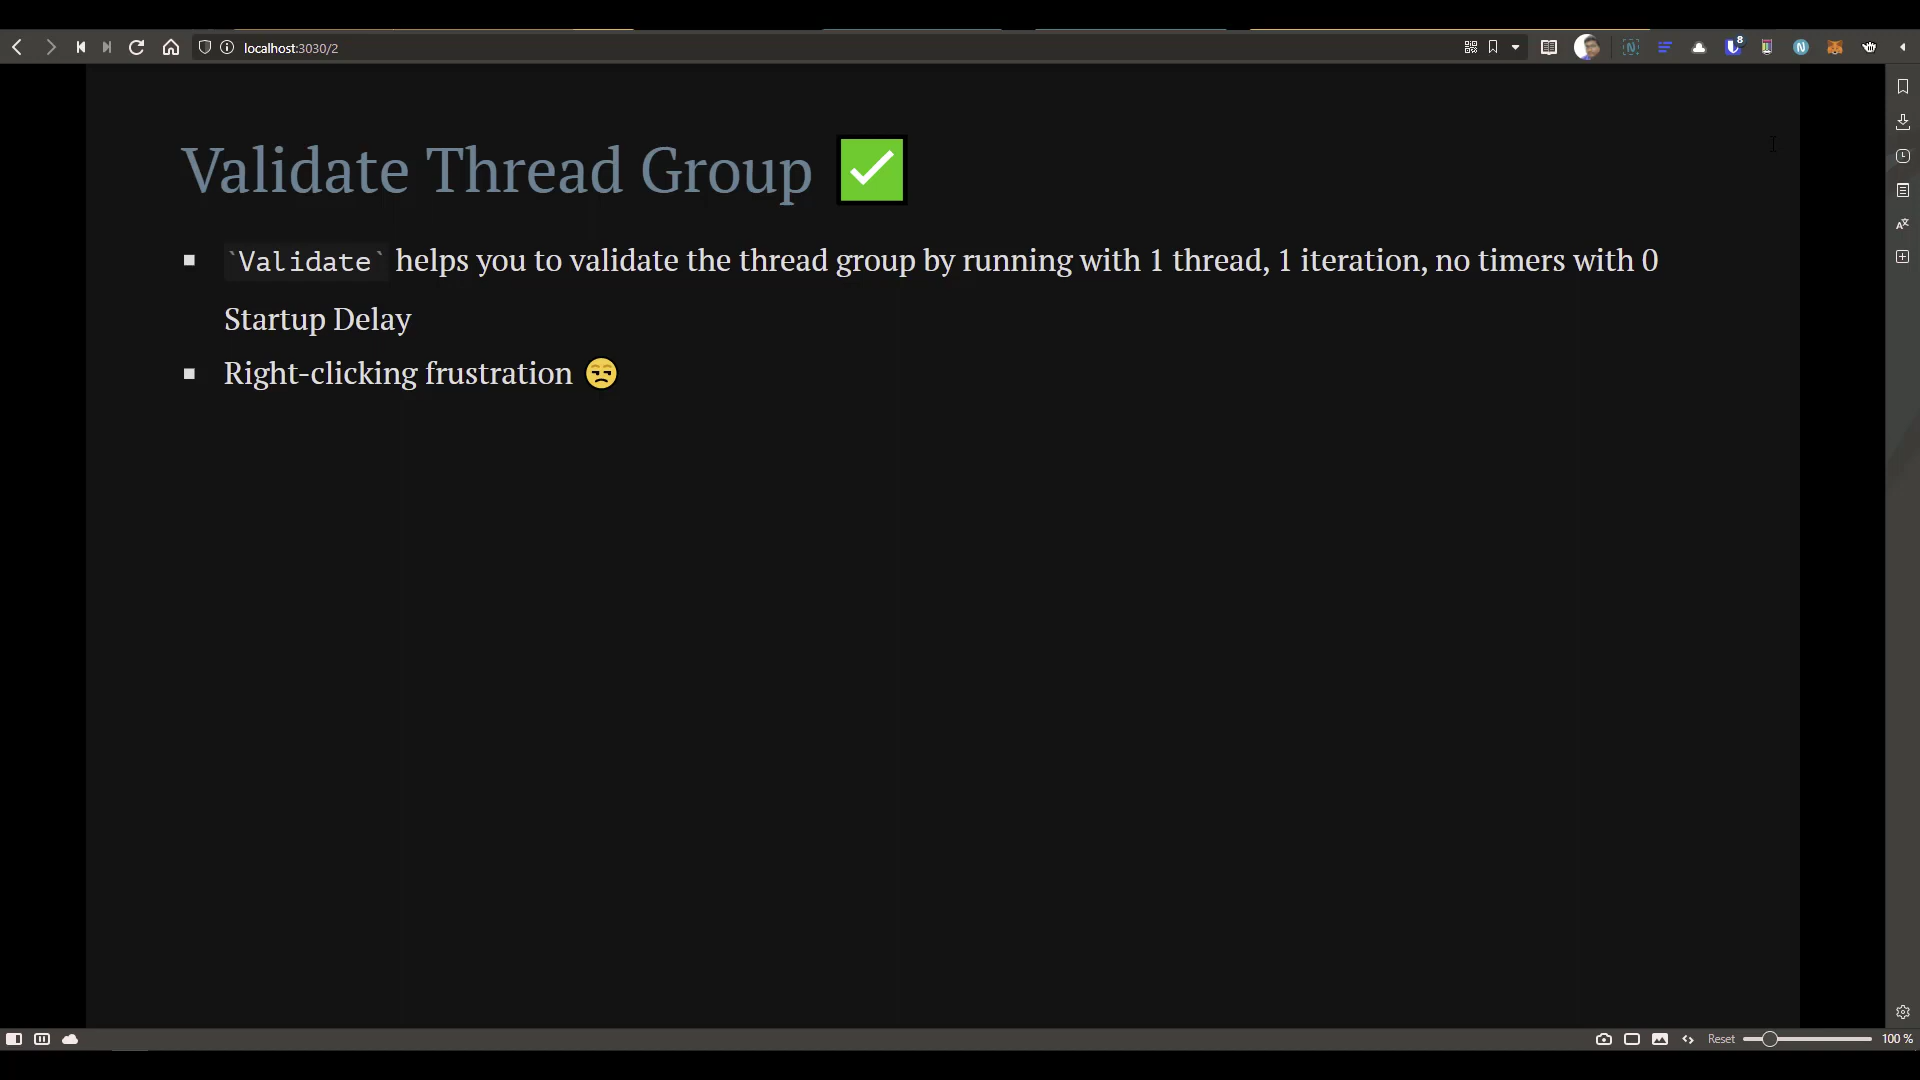 localhost:3030/2
8
Validate Thread Group ✅
`Validate` helps you to validate the thread group by running with 1 thread, 1 iteration, no timers with 0
Startup Delay
Right-clicking frustration 😒
Reset
100 %